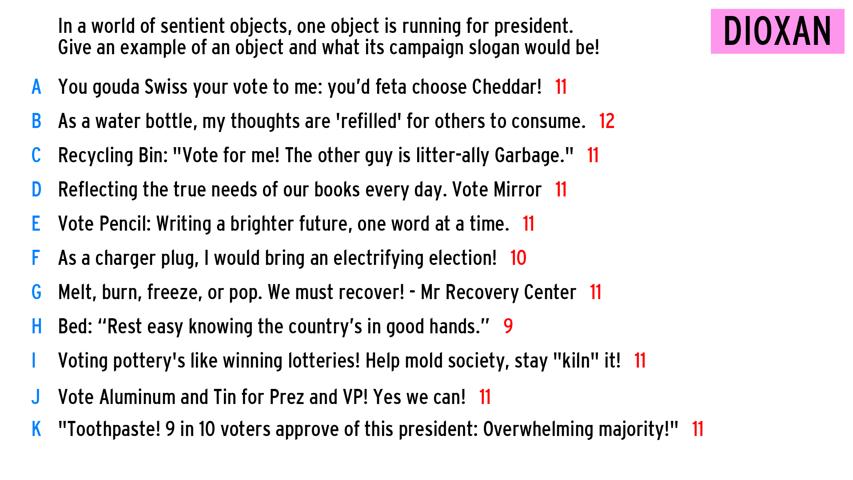 In a world of sentient objects, one object is running for president.
Give an example of an object and what its campaign slogan would be!
DIOXAN
A You gouda Swiss your vote to me: you'd feta choose Cheddar! 11
B As a water bottle, my thoughts are 'refilled' for others to consume. 12
C Recycling Bin: "Vote for me! The other guy is litter-ally Garbage." 11
D Reflecting the true needs of our books every day. Vote Mirror 11
E Vote Pencil: Writing a brighter future, one word at a time. 11
F As a charger plug, I would bring an electrifying election! 10
G Melt, burn, freeze, or pop. We must recover! - Mr Recovery Center 11
H Bed: “Rest easy knowing the country’s in good hands.” 9
I Voting pottery's like winning lotteries! Help mold society, stay "kiln" it! 11
J Vote Aluminum and Tin for Prez and VP! Yes we can! 11
K "Toothpaste! 9 in 10 voters approve of this president: Overwhelming majority!" 11